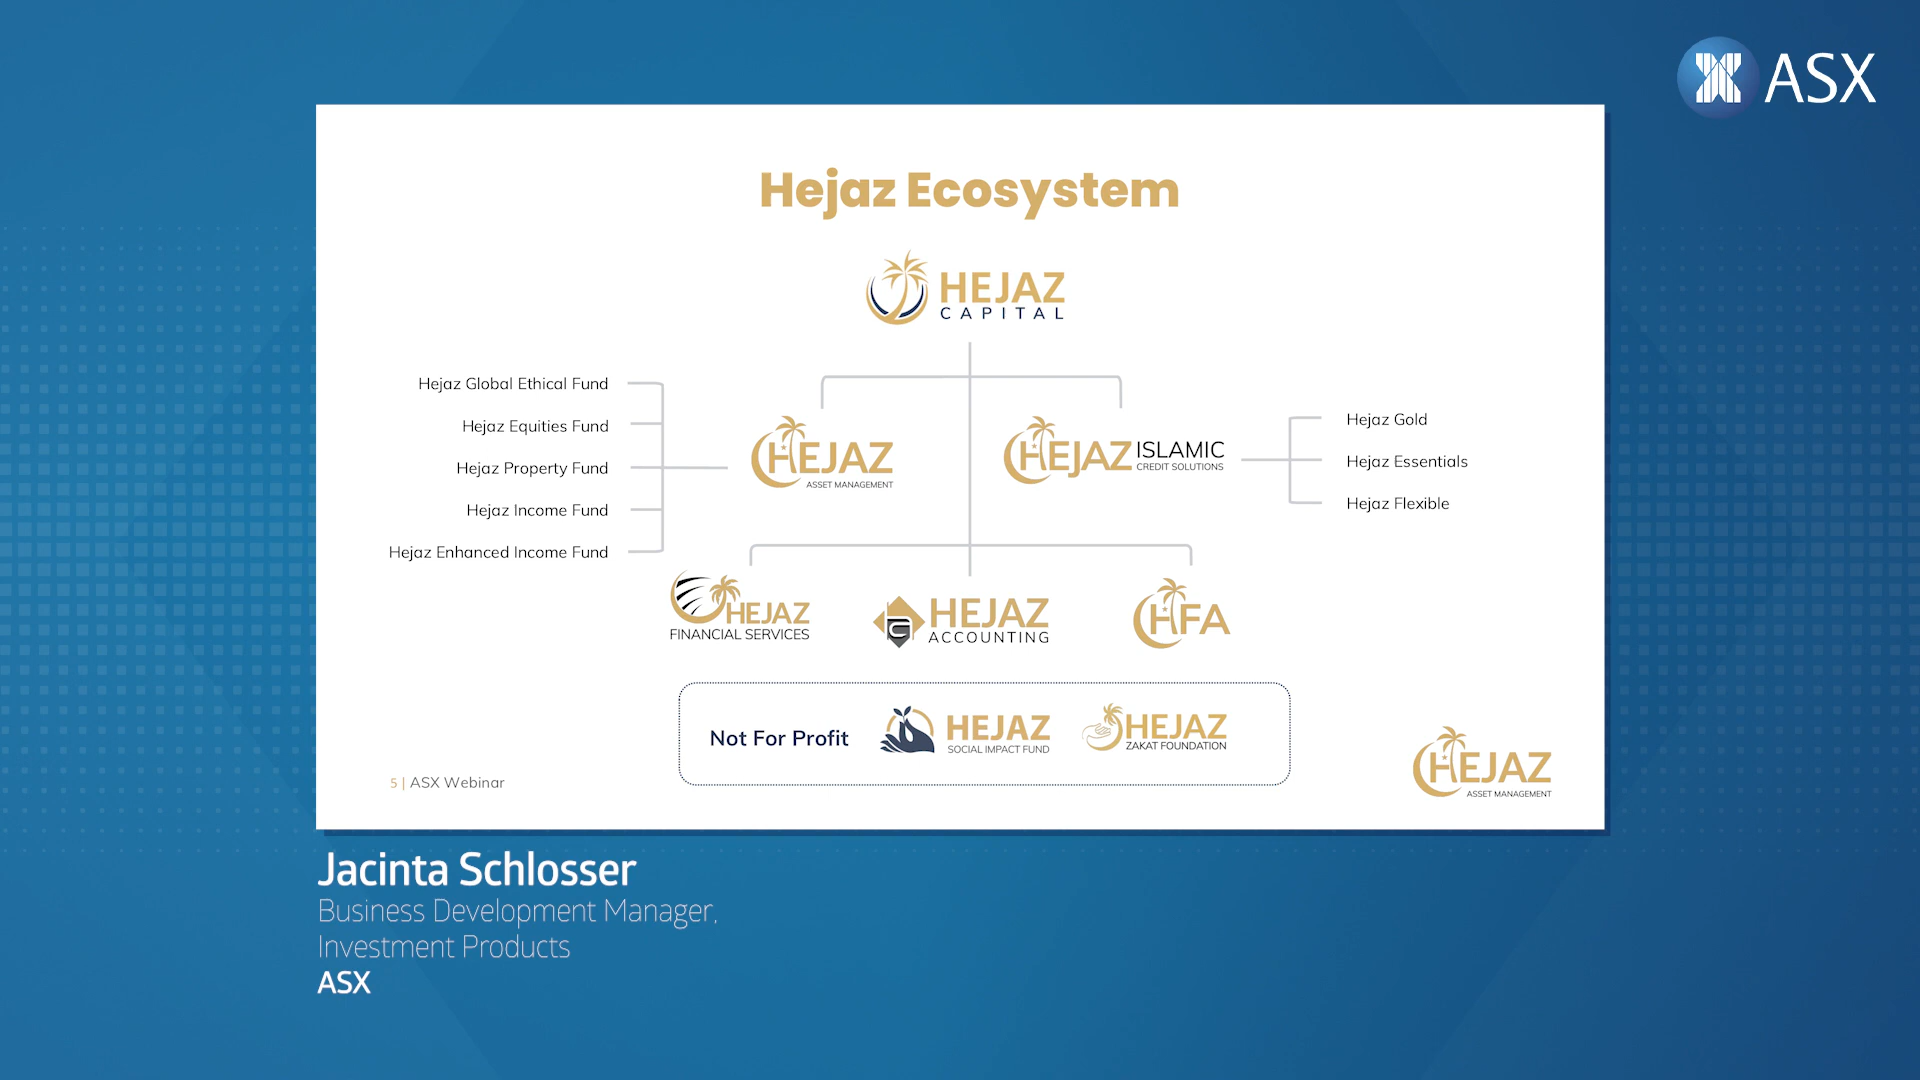 ASX
Hejaz Ecosystem
HEJAZ
CAPITAL
Hejaz Global Ethical Fund
Hejaz Equities Fund
Hejaz Property Fund
Hejaz Income Fund
Hejaz Enhanced Income Fund
HEJAZ
ASSET MANAGEMENT
HEJAZ ISLAMIC
CREDIT SOLUTIONS
Hejaz Gold
Hejaz Essentials
Hejaz Flexible
HEJAZ
FINANCIAL SERVICES
HEJAZ
ACCOUNTING
HFA
Not For Profit
HEJAZ
SOCIAL IMPACT FUND
HEJAZ
ZAKAT FOUNDATION
5 | ASX Webinar
HEJAZ
ASSET MANAGEMENT
Jacinta Schlosser
Business Development Manager,
Investment Products
ASX